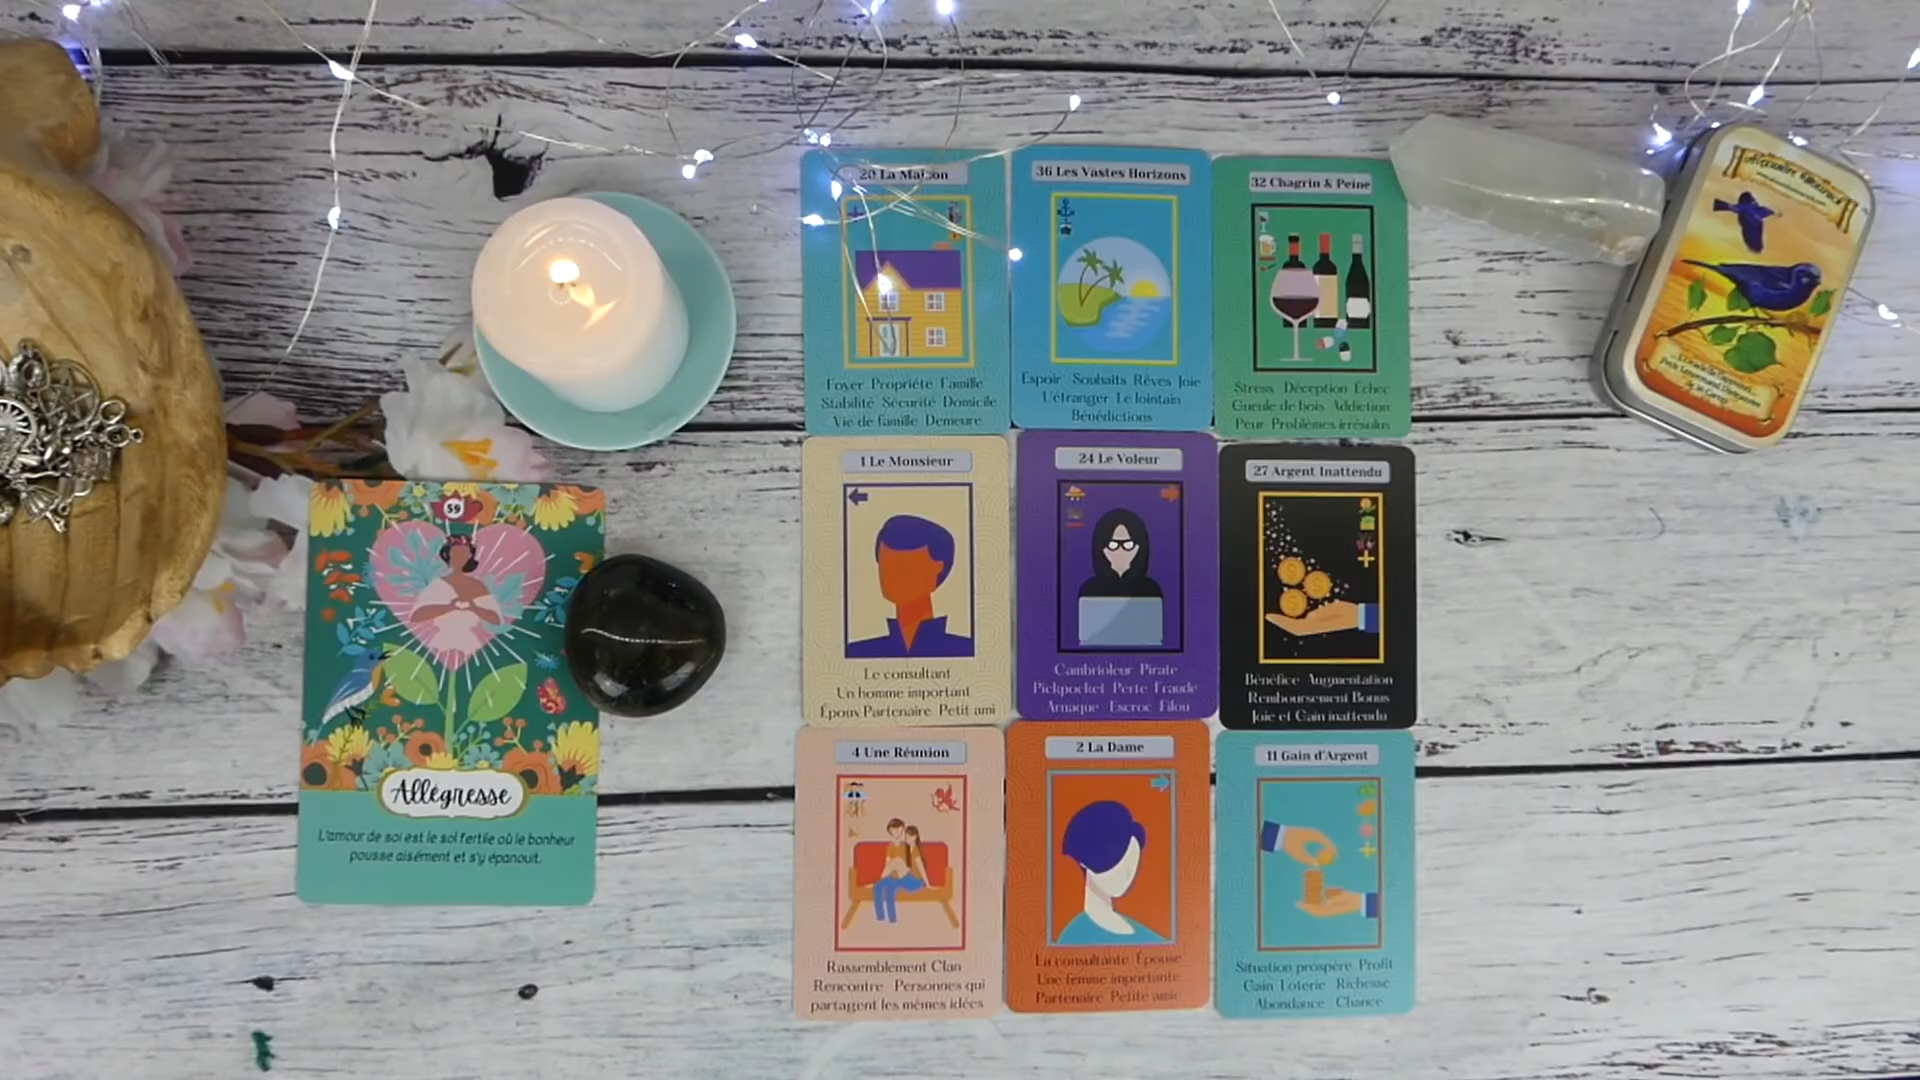 20 La Maison
Foyer Propriété Famille
Stabilité Sécurité Domicile
Vie de famille Demeure
36 Les Vastes Horizons
Espoir Souhaits Rêves Joie
L'étranger Le lointain
Bénédictions
32 Chagrin & Peine
Stress Déception Échec
Gueule de bois Addiction
Peur Problèmes irrésolus
1 Le Monsieur
Le consultant
Un homme important
Époux Partenaire Petit ami
24 Le Voleur
Cambrioleur Pirate
Pickpocket Perte Fraude
Arnaque Escroc Filou
27 Argent Inattendu
Bénéfice Augmentation
Remboursement Bonus
Joie et Gain inattendu
4 Une Réunion
Rassemblement Clan
Rencontre Personnes qui
partagent les mêmes idées
2 La Dame
La consultante Épouse
Une femme importante
Partenaire Petite amie
11 Gain d'Argent
Situation prospère Profit
Gain Loterie Richesse
Abondance Chance
59
Allégresse
L'amour de soi est le sol fertile où le bonheur
pousse aisément et s'y épanouit.